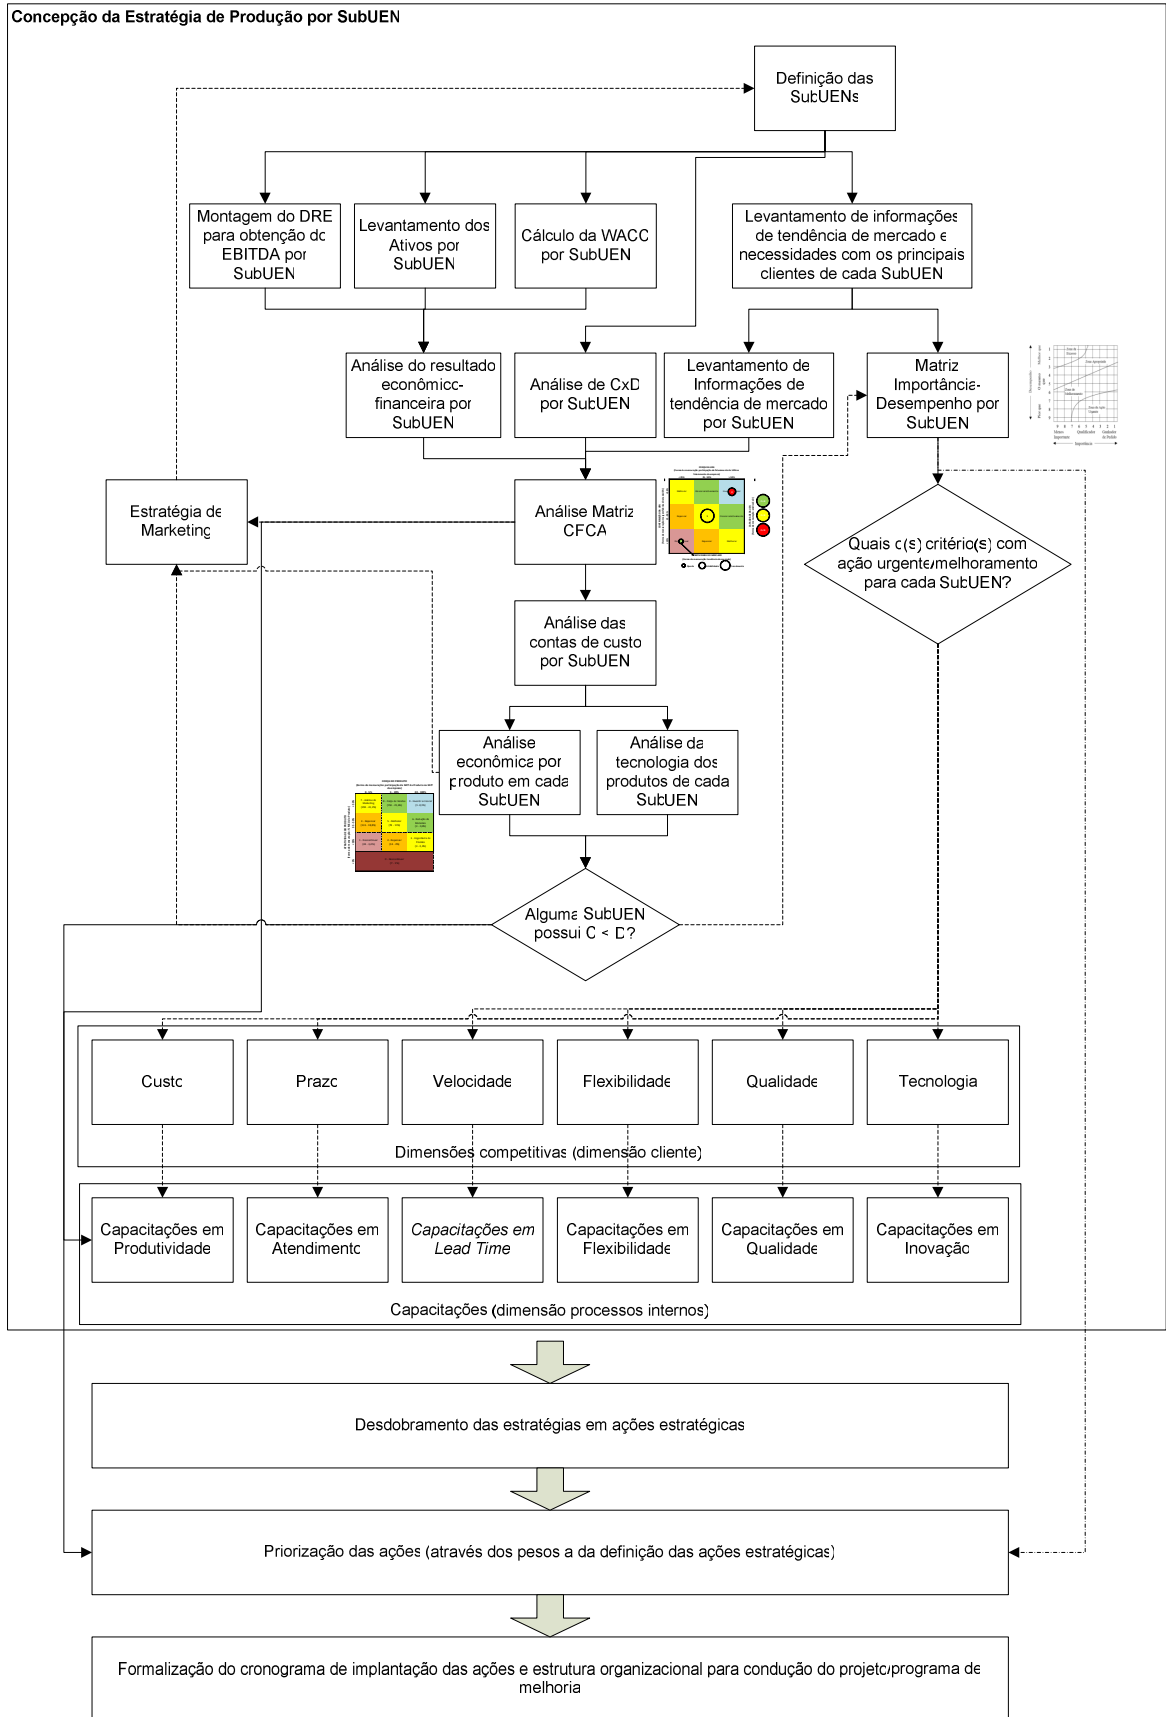 Concepção da Estratégia de Produção por SubUEN
Definição das
SubUENs
Montagem do DRE
para obtenção do
EBITDA por
SubUEN
Levantamento dos
Ativos por
SubUEN
Cálculo da WACC
por SubUEN
Levantamento de informações
de tendência de mercado e
necessidades com os principais
clientes de cada SubUEN
Análise do resultado
econômico-
financeira por
SubUEN
Análise de CxD
por SubUEN
Levantamento de
Informações de
tendência de mercado
por SubUEN
Matriz
Importância-
Desempenho por
SubUEN
Estratégia de
Marketing
Análise Matriz
CFCA
Quais o(s) critério(s) com
ação urgente/melhoramento
para cada SubUEN?
Análise das
contas de custo
por SubUEN
Análise
econômica por
produto em cada
SubUEN
Análise da
tecnologia dos
produtos de cada
SubUEN
Alguma SubUEN
possui C < D?
Custo
Prazo
Velocidade
Flexibilidade
Qualidade
Tecnologia
Dimensões competitivas (dimensão cliente)
Capacitações em
Produtividade
Capacitações em
Atendimento
Capacitações em
Lead Time
Capacitações em
Flexibilidade
Capacitações em
Qualidade
Capacitações em
Inovação
Capacitações (dimensão processos internos)
Desdobramento das estratégias em ações estratégicas
Priorização das ações (através dos pesos a da definição das ações estratégicas)
Formalização do cronograma de implantação das ações e estrutura organizacional para condução do projeto/programa de
melhoria